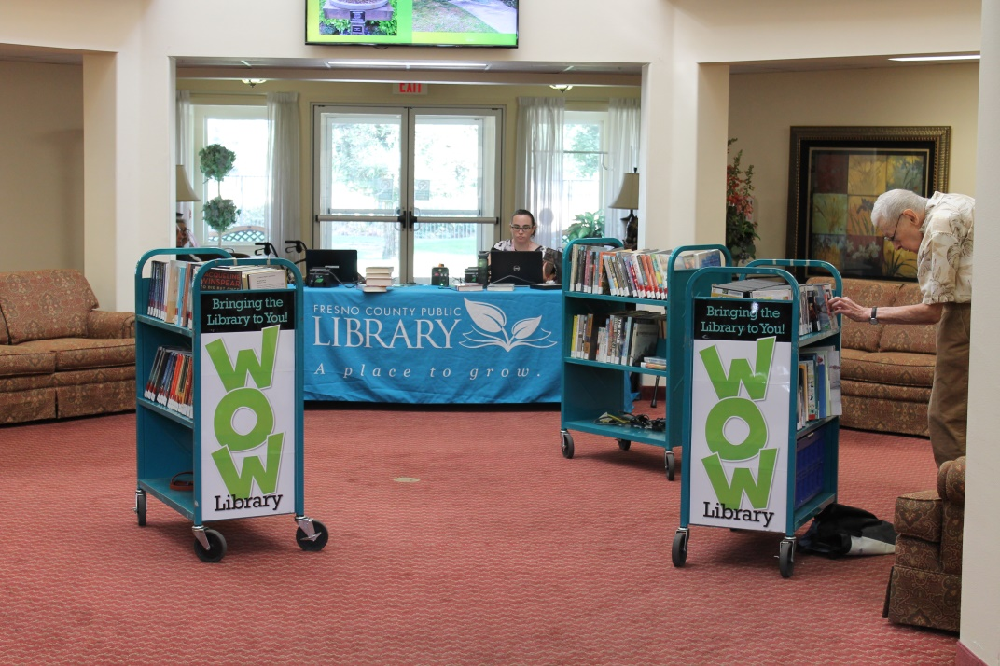 EXIT
FRESNO COUNTY PUBLIC
LIBRARY
A place to grow.
Bringing the
Library to You!
WOW
Library
Bringing the
Library to You!
WOW
Library